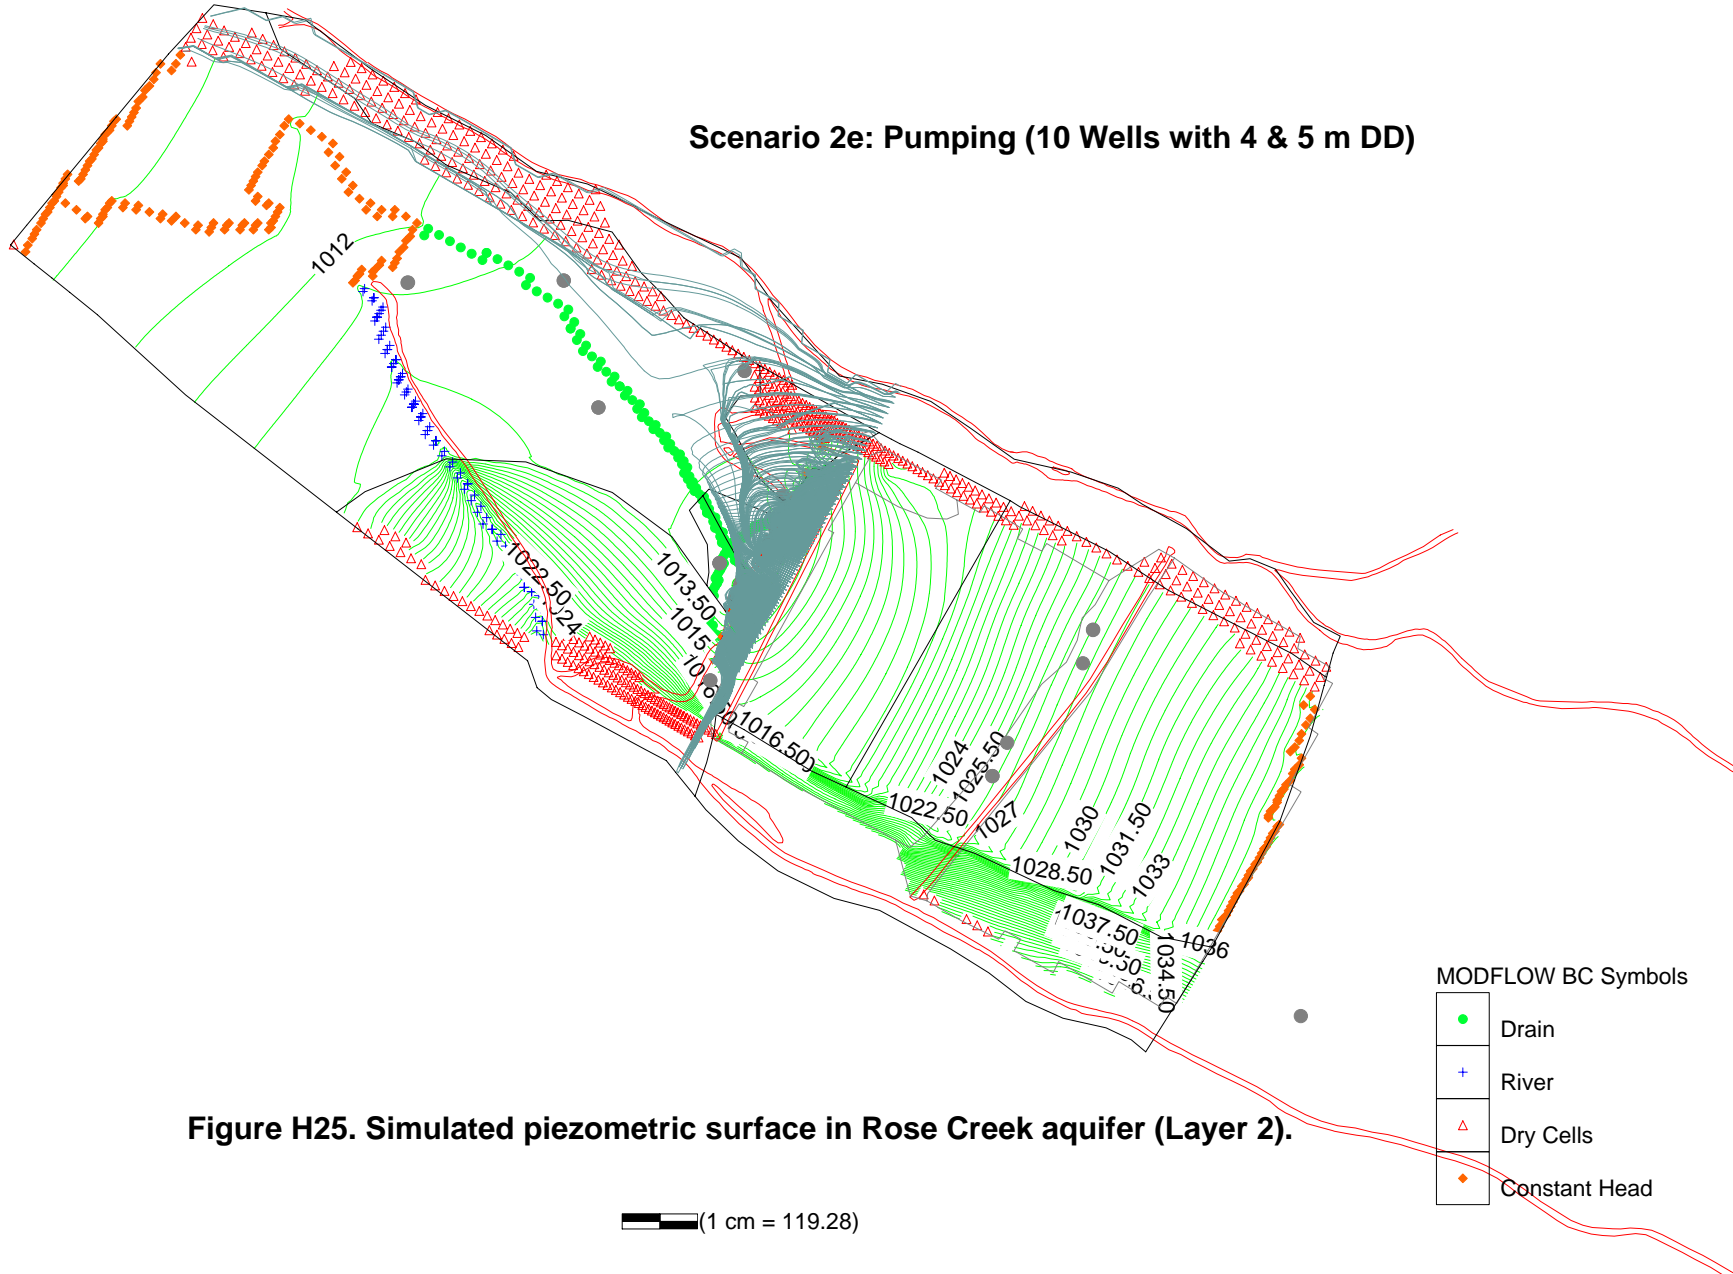 Scenario 2e: Pumping (10 Wells with 4 & 5 m DD)
1012
1022.50
1013.50
1015
1016.50
1024
1025.50
1022.50
1027
1030
1031.50
1033
1028.50
1037.50
1036
1034.50
MODFLOW BC Symbols
Drain
River
Dry Cells
Constant Head
Figure H25. Simulated piezometric surface in Rose Creek aquifer (Layer 2).
(1 cm = 119.28)